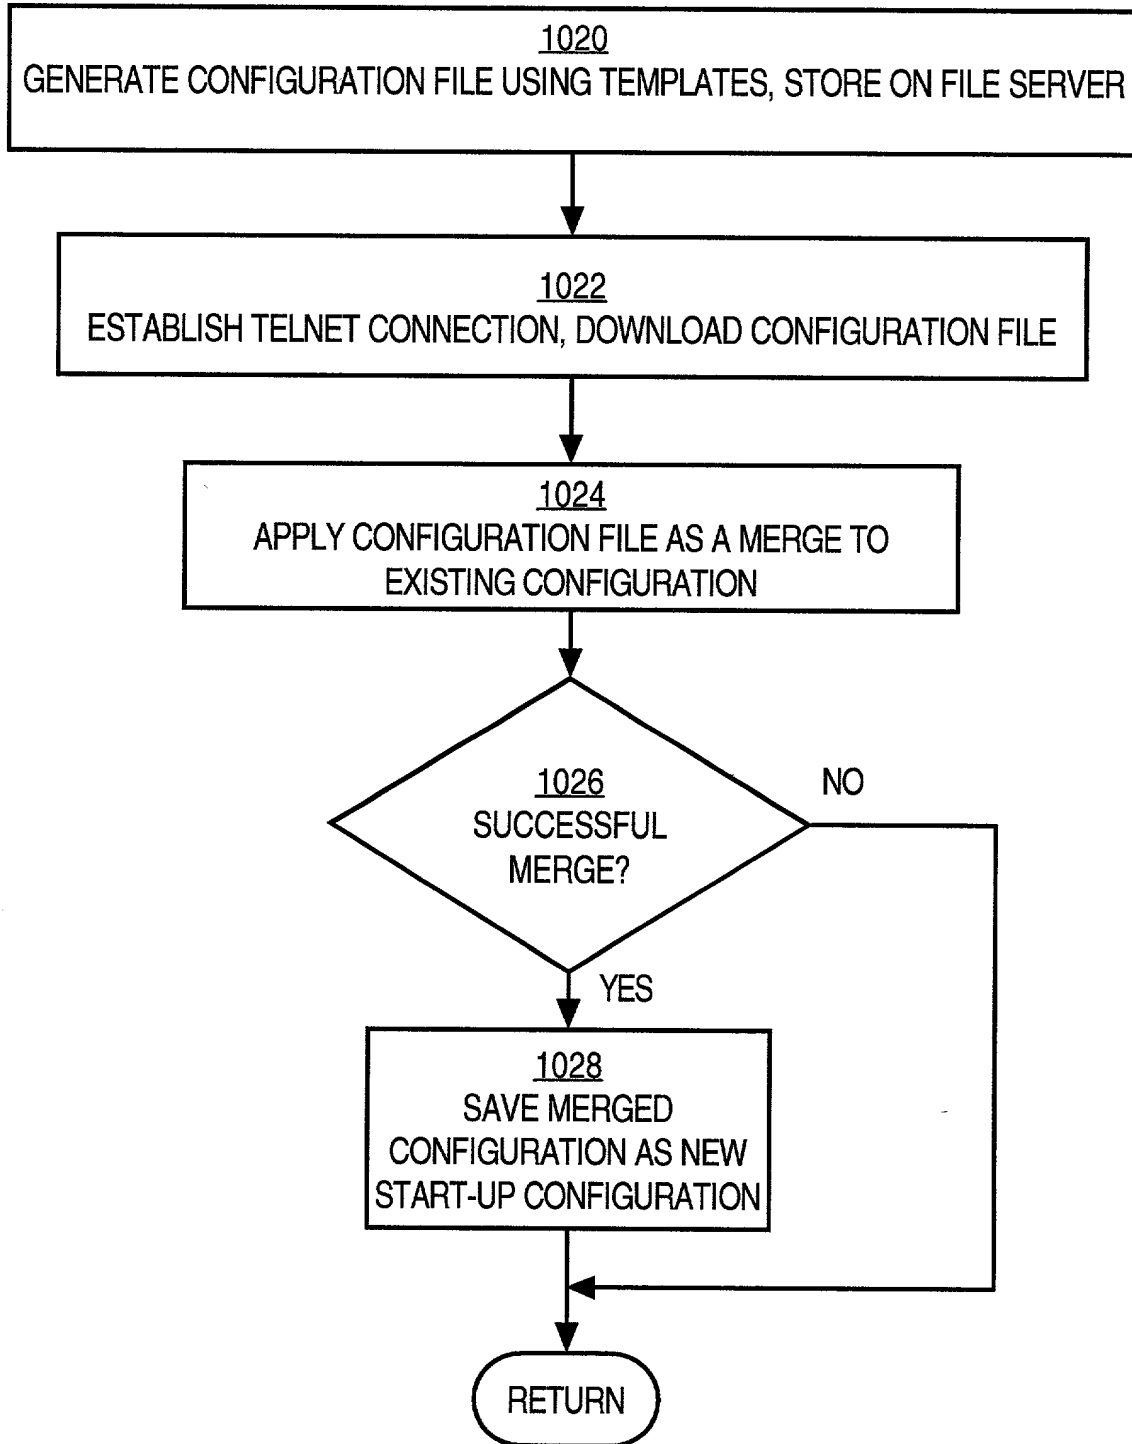 1020
GENERATE CONFIGURATION FILE USING TEMPLATES, STORE ON FILE SERVER
1022
ESTABLISH TELNET CONNECTION, DOWNLOAD CONFIGURATION FILE
1024
APPLY CONFIGURATION FILE AS A MERGE TO
EXISTING CONFIGURATION
1026
SUCCESSFUL
MERGE?
NO
YES
1028
SAVE MERGED
CONFIGURATION AS NEW
START-UP CONFIGURATION
RETURN